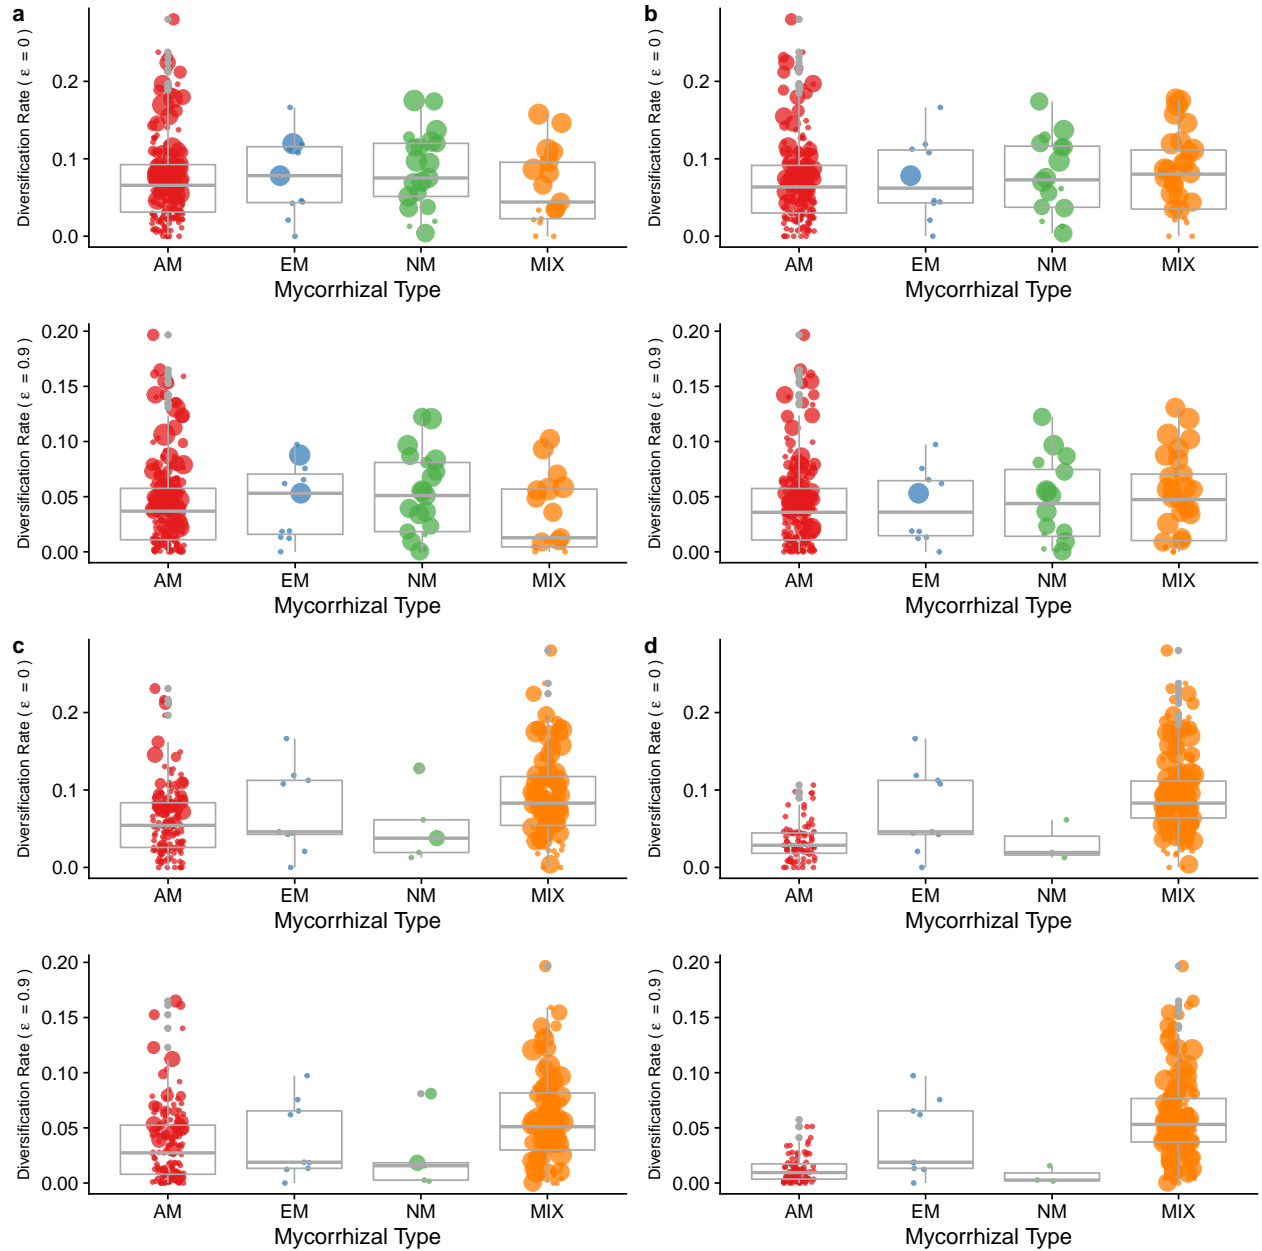 a
Diversification Rate ( ε = 0 )
0.2
0.1
0.0
AM EM NM MIX
Mycorrhizal Type
b
Diversification Rate ( ε = 0 )
0.2
0.1
0.0
AM EM NM MIX
Mycorrhizal Type
Diversification Rate ( ε = 0.9 )
0.20
0.15
0.10
0.05
0.00
AM EM NM MIX
Mycorrhizal Type
Diversification Rate ( ε = 0.9 )
0.20
0.15
0.10
0.05
0.00
AM EM NM MIX
Mycorrhizal Type
c
Diversification Rate ( ε = 0 )
0.2
0.1
0.0
AM EM NM MIX
Mycorrhizal Type
d
Diversification Rate ( ε = 0 )
0.2
0.1
0.0
AM EM NM MIX
Mycorrhizal Type
Diversification Rate ( ε = 0.9 )
0.20
0.15
0.10
0.05
0.00
AM EM NM MIX
Mycorrhizal Type
Diversification Rate ( ε = 0.9 )
0.20
0.15
0.10
0.05
0.00
AM EM NM MIX
Mycorrhizal Type